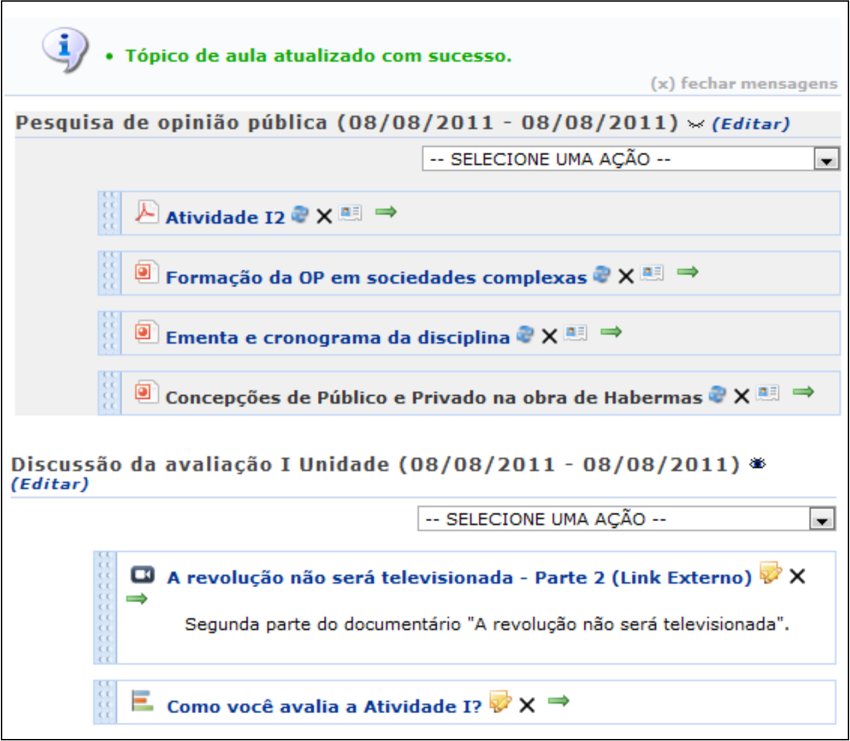 Tópico de aula atualizado com sucesso.
(x) fechar mensagens
Pesquisa de opinião pública (08/08/2011 - 08/08/2011) (Editar)
-- SELECIONE UMA AÇÃO --
Atividade I2
Formação da OP em sociedades complexas
Ementa e cronograma da disciplina
Concepções de Público e Privado na obra de Habermas
Discussão da avaliação I Unidade (08/08/2011 - 08/08/2011)
(Editar)
-- SELECIONE UMA AÇÃO --
A revolução não será televisionada - Parte 2 (Link Externo)
Segunda parte do documentário "A revolução não será televisionada".
Como você avalia a Atividade I?